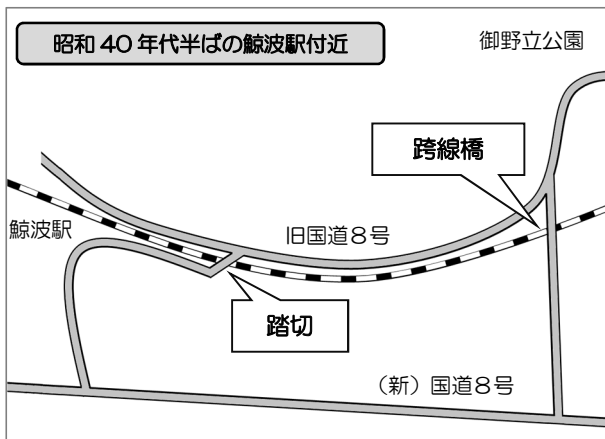 昭和40年代半ばの鯨波駅付近
御野立公園
跨線橋
鯨波駅
旧国道8号
踏切
（新）国道8号